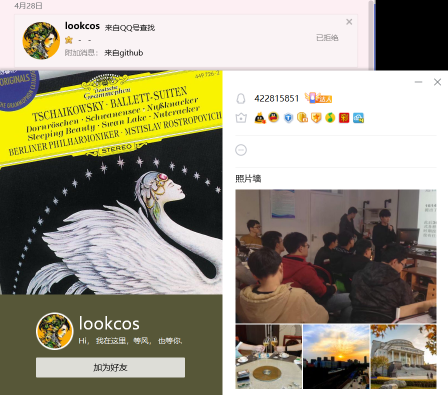 4月28日
lookcos 来自QQ号查找
- -
附加消息： 来自github
已拒绝
ORIGINALS
Deutsche Grammophon
TSCHAIKOWSKY · BALLETT-SUITEN
Dornröschen · Schwanensee · Nußknacker
Sleeping Beauty · Swan Lake · Nutcracker
BERLINER PHILHARMONIKER · MSTISLAV ROSTROPOVICH
STEREO
lookcos
Hi， 我在这里，等风， 也等你.
加为好友
422815851
达人
照片墙